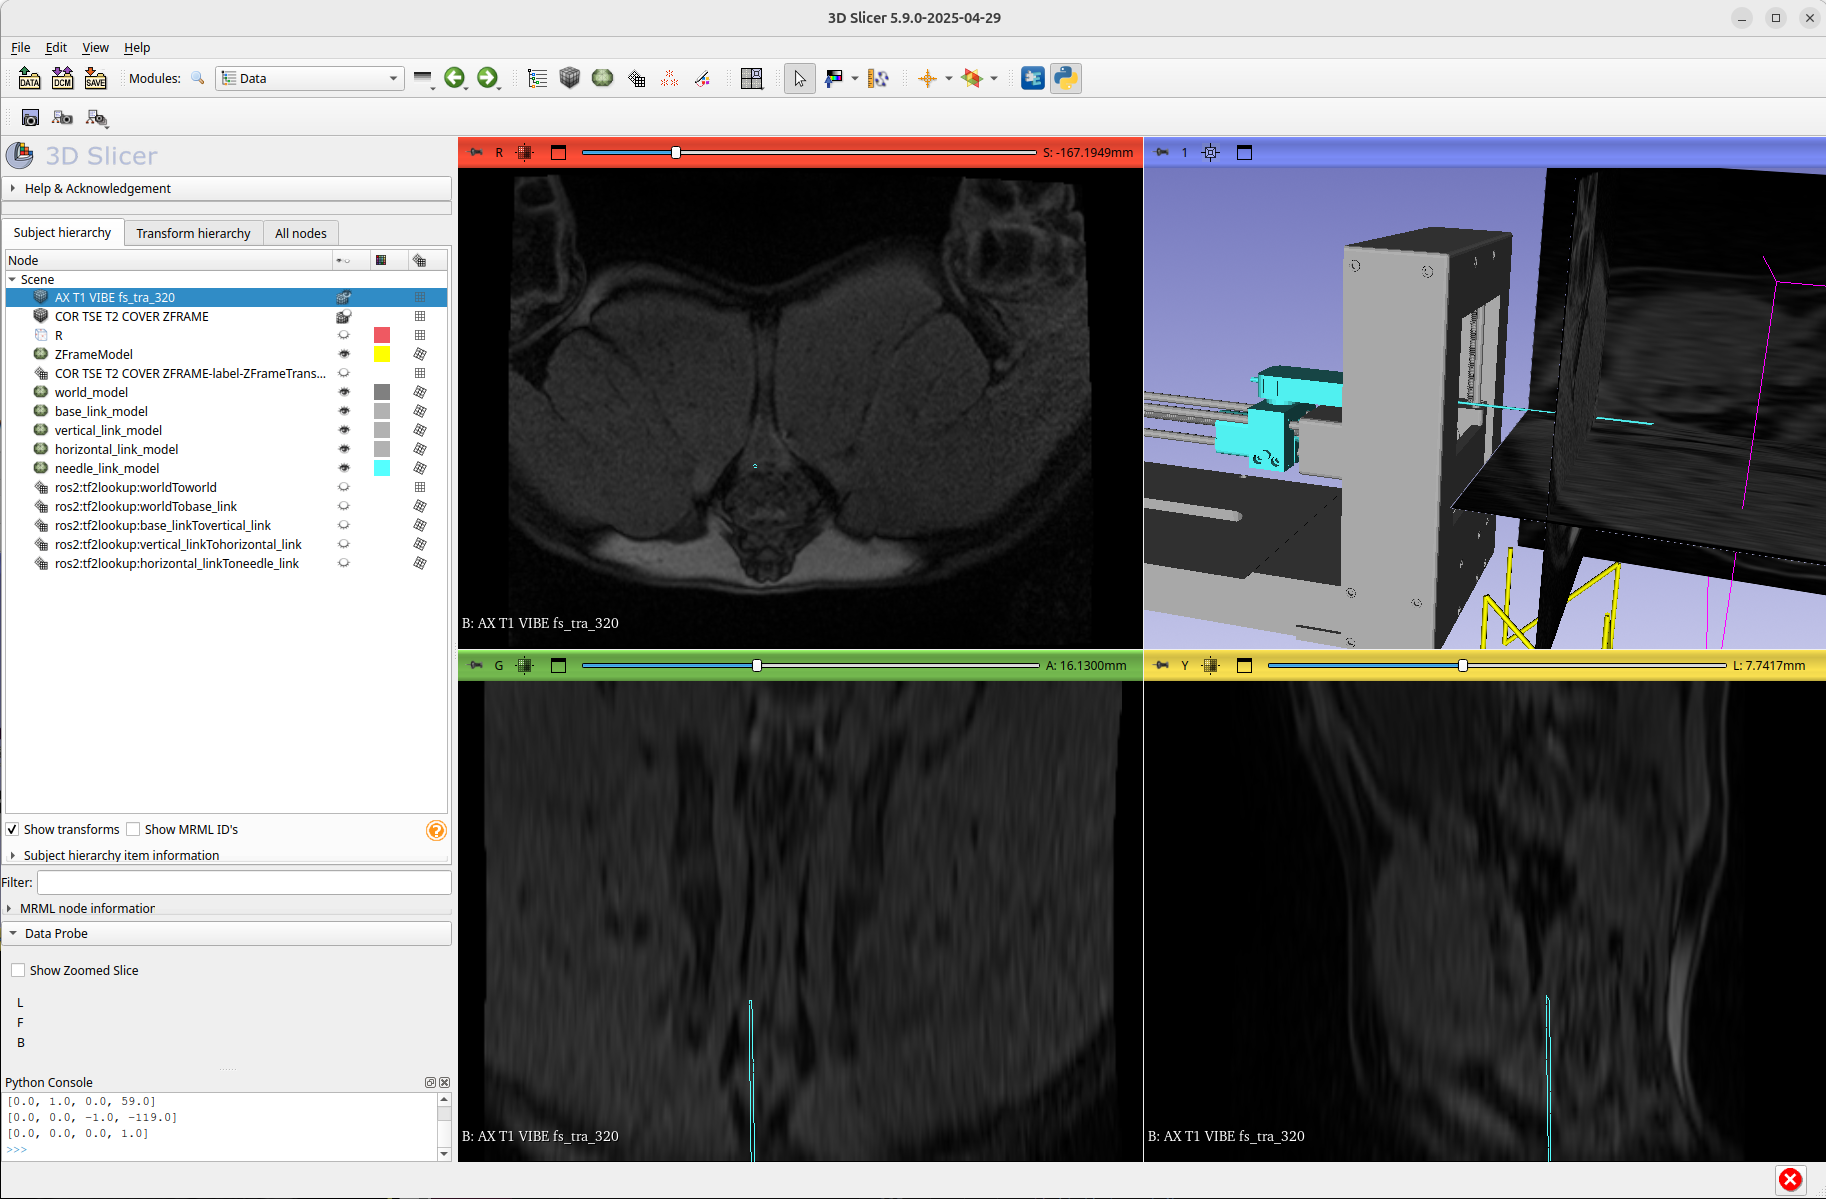 3D Slicer 5.9.0-2025-04-29
File Edit View Help
DATA DCM SAVE Modules: Data
3D Slicer
Help & Acknowledgement
Subject hierarchy Transform hierarchy All nodes
Node
Scene
AX T1 VIBE fs_tra_320
COR TSE T2 COVER ZFRAME
R
ZFrameModel
COR TSE T2 COVER ZFRAME-label-ZFrameTrans...
world_model
base_link_model
vertical_link_model
horizontal_link_model
needle_link_model
ros2:tf2lookup:worldToworld
ros2:tf2lookup:worldTobase_link
ros2:tf2lookup:base_linkTovertical_link
ros2:tf2lookup:vertical_linkTohorizontal_link
ros2:tf2lookup:horizontal_linkToneedle_link
Show transforms Show MRML ID's
Subject hierarchy item information
Filter:
MRML node information
Data Probe
Show Zoomed Slice
L
F
B
Python Console
[0.0, 1.0, 0.0, 59.0]
[0.0, 0.0, -1.0, -119.0]
[0.0, 0.0, 0.0, 1.0]
>>>
R S: -167.1949mm
B: AX T1 VIBE fs_tra_320
1
G A: 16.1300mm
B: AX T1 VIBE fs_tra_320
Y L: 7.7417mm
B: AX T1 VIBE fs_tra_320